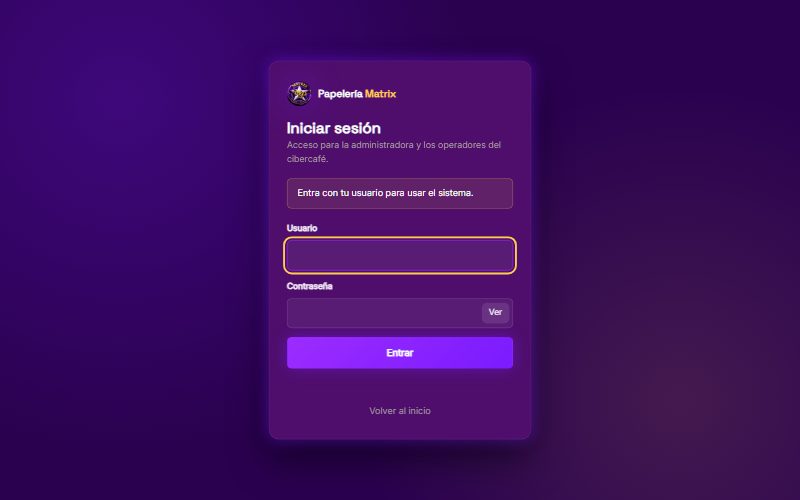 Papelería Matrix
Iniciar sesión
Acceso para la administradora y los operadores del
cibercafé.
Entra con tu usuario para usar el sistema.
Usuario
Contraseña
Ver
Entrar
Volver al inicio